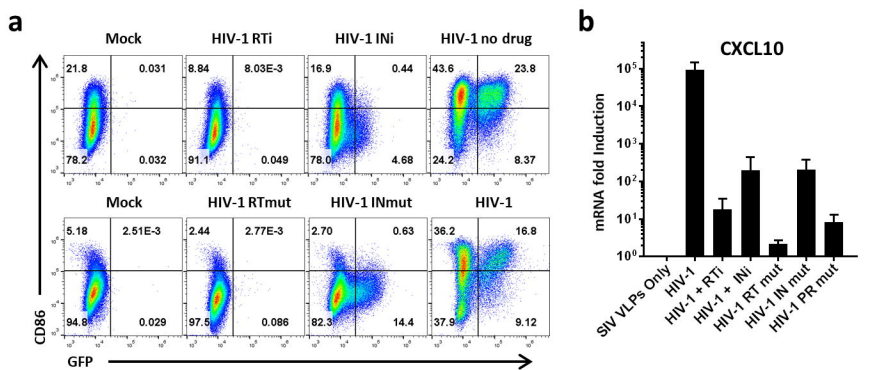 a
Mock HIV-1 RTi HIV-1 INi HIV-1 no drug
21.8 0.031 8.84 8.03E-3 16.9 0.44 43.6 23.8
78.2 0.032 91.1 0.049 78.0 4.68 24.2 8.37
Mock HIV-1 RTmut HIV-1 INmut HIV-1
5.18 2.51E-3 2.44 2.77E-3 2.70 0.63 36.2 16.8
94.8 0.029 97.5 0.086 82.3 14.4 37.9 9.12
CD86
GFP
b
CXCL10
mRNA fold Induction
10⁵
10⁴
10²
10¹
10⁰
SIV VLPs Only
HIV-1
HIV-1 + RTi
HIV-1 + INi
HIV-1 RT mut
HIV-1 IN mut
HIV-1 PR mut